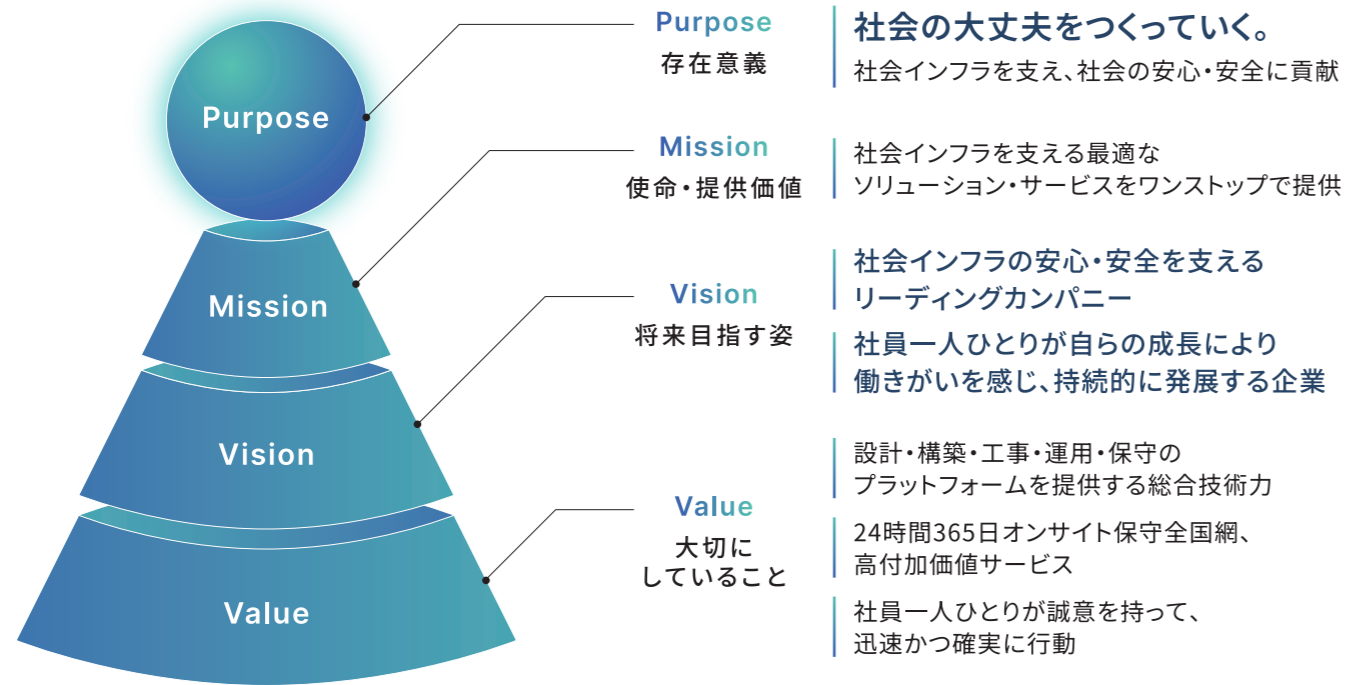 Purpose
Mission
Vision
Value
Purpose
存在意義
社会の大丈夫をつくっていく。
社会インフラを支え、社会の安心・安全に貢献
Mission
使命・提供価値
社会インフラを支える最適な
ソリューション・サービスをワンストップで提供
Vision
将来目指す姿
社会インフラの安心・安全を支える
リーディングカンパニー
社員一人ひとりが自らの成長により
働きがいを感じ、持続的に発展する企業
Value
大切に
していること
設計・構築・工事・運用・保守の
プラットフォームを提供する総合技術力
24時間365日オンサイト保守全国網、
高付加価値サービス
社員一人ひとりが誠意を持って、
迅速かつ確実に行動